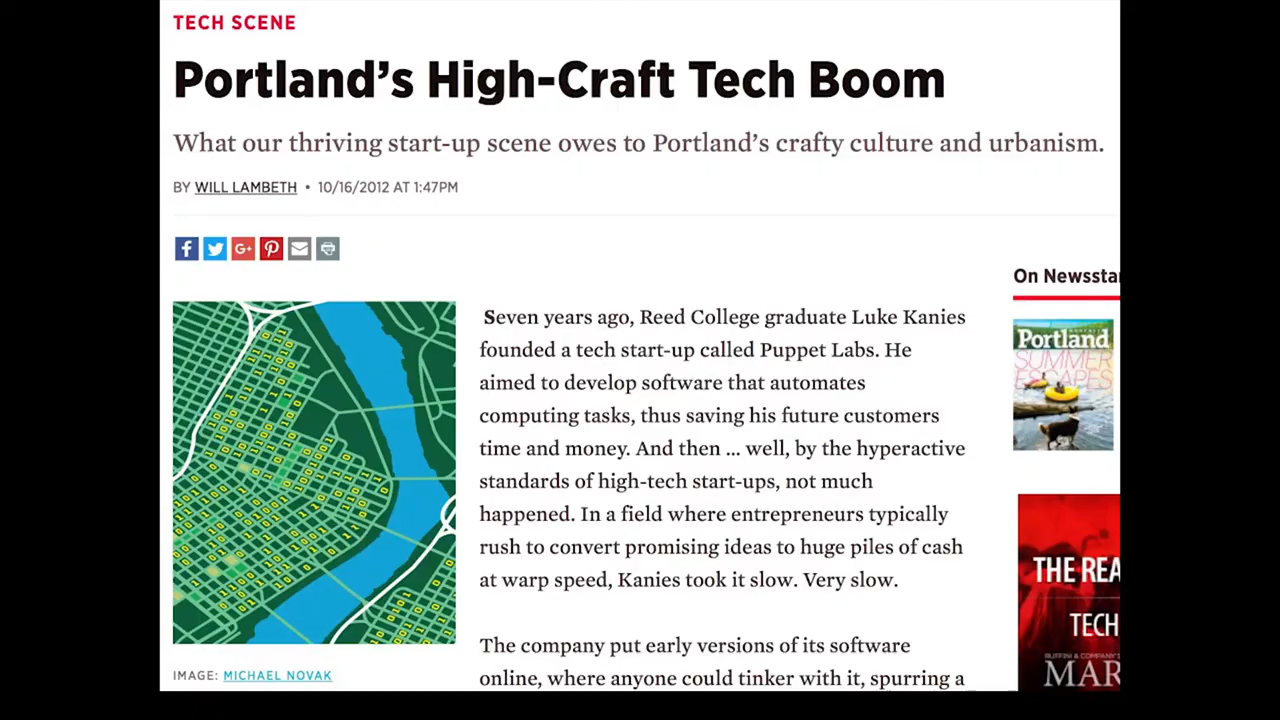 TECH SCENE
Portland's High-Craft Tech Boom
What our thriving start-up scene owes to Portland's crafty culture and urbanism.
BY WILL LAMBETH • 10/16/2012 AT 1:47PM
Seven years ago, Reed College graduate Luke Kanies
founded a tech start-up called Puppet Labs. He
aimed to develop software that automates
computing tasks, thus saving his future customers
time and money. And then ... well, by the hyperactive
standards of high-tech start-ups, not much
happened. In a field where entrepreneurs typically
rush to convert promising ideas to huge piles of cash
at warp speed, Kanies took it slow. Very slow.
The company put early versions of its software
online, where anyone could tinker with it, spurring a
IMAGE: MICHAEL NOVAK
On Newssta
Portland
SUMMER
ESCAPES
THE REA
TECH
RUFFINI & COMPANY'S
MAR